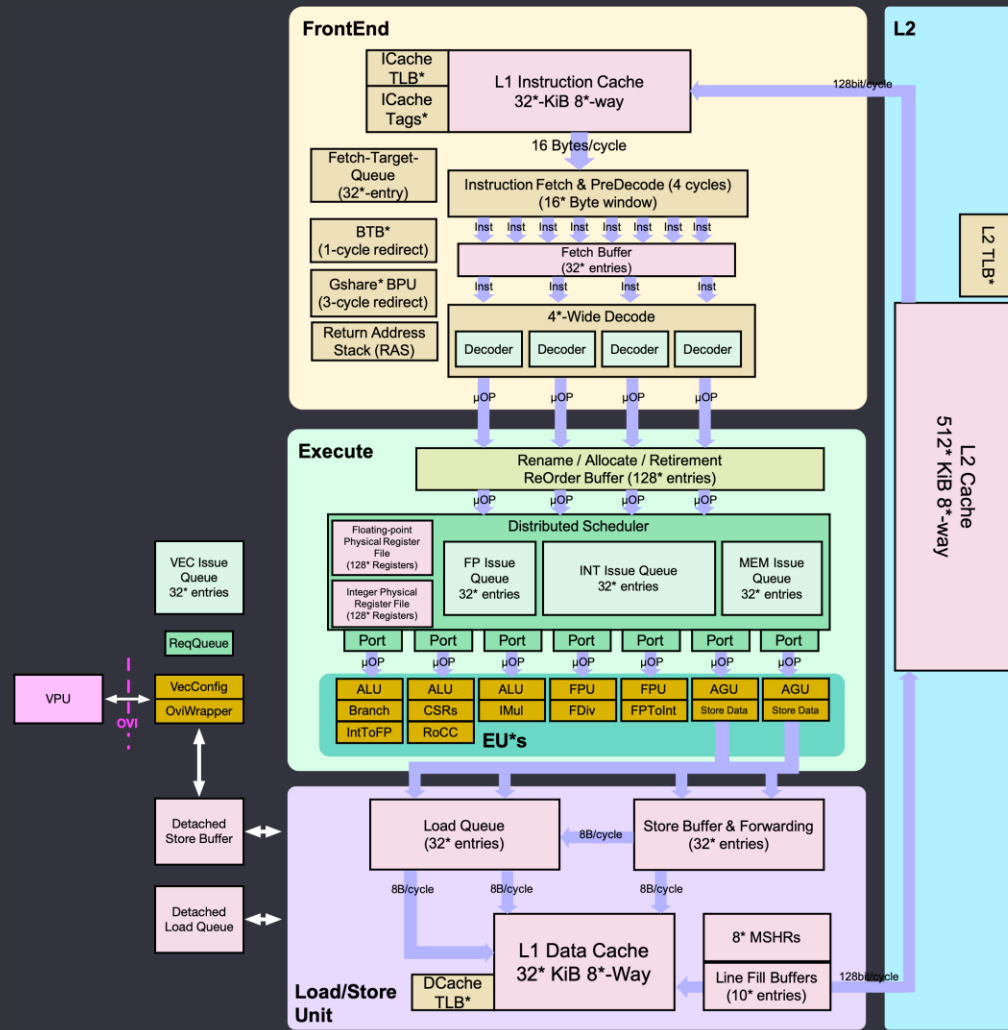 FrontEnd
L2
ICache
TLB*
ICache
Tags*
L1 Instruction Cache
32*-KiB 8*-way
128bit/cycle
16 Bytes/cycle
Fetch-Target-
Queue
(32*-entry)
Instruction Fetch & PreDecode (4 cycles)
(16* Byte window)
BTB*
(1-cycle redirect)
Inst Inst Inst Inst Inst Inst Inst Inst
Fetch Buffer
(32* entries)
L2 TLB*
Gshare* BPU
(3-cycle redirect)
Inst Inst Inst Inst
Return Address
Stack (RAS)
4*-Wide Decode
Decoder Decoder Decoder Decoder
µOP µOP µOP µOP
L2 Cache
512* KiB 8*-way
Execute
Rename / Allocate / Retirement
ReOrder Buffer (128* entries)
µOP µOP µOP µOP
Distributed Scheduler
Floating-point
Physical Register
File
(128* Registers)
Integer Physical
Register File
(128* Registers)
FP Issue
Queue
32* entries
INT Issue Queue
32* entries
MEM Issue
Queue
32* entries
VEC Issue
Queue
32* entries
ReqQueue
Port Port Port Port Port Port Port
µOP µOP µOP µOP µOP µOP µOP
VPU
OVI
VecConfig
OviWrapper
ALU
Branch
IntToFP
ALU
CSRs
RoCC
ALU
IMul
FPU
FDiv
FPU
FPToInt
AGU
Store Data
AGU
Store Data
EU*s
Detached
Store Buffer
Load Queue
(32* entries)
8B/cycle
Store Buffer & Forwarding
(32* entries)
8B/cycle 8B/cycle 8B/cycle
Detached
Load Queue
L1 Data Cache
32* KiB 8*-Way
8* MSHRs
Line Fill Buffers
(10* entries)
128bit/cycle
DCache
TLB*
Load/Store
Unit